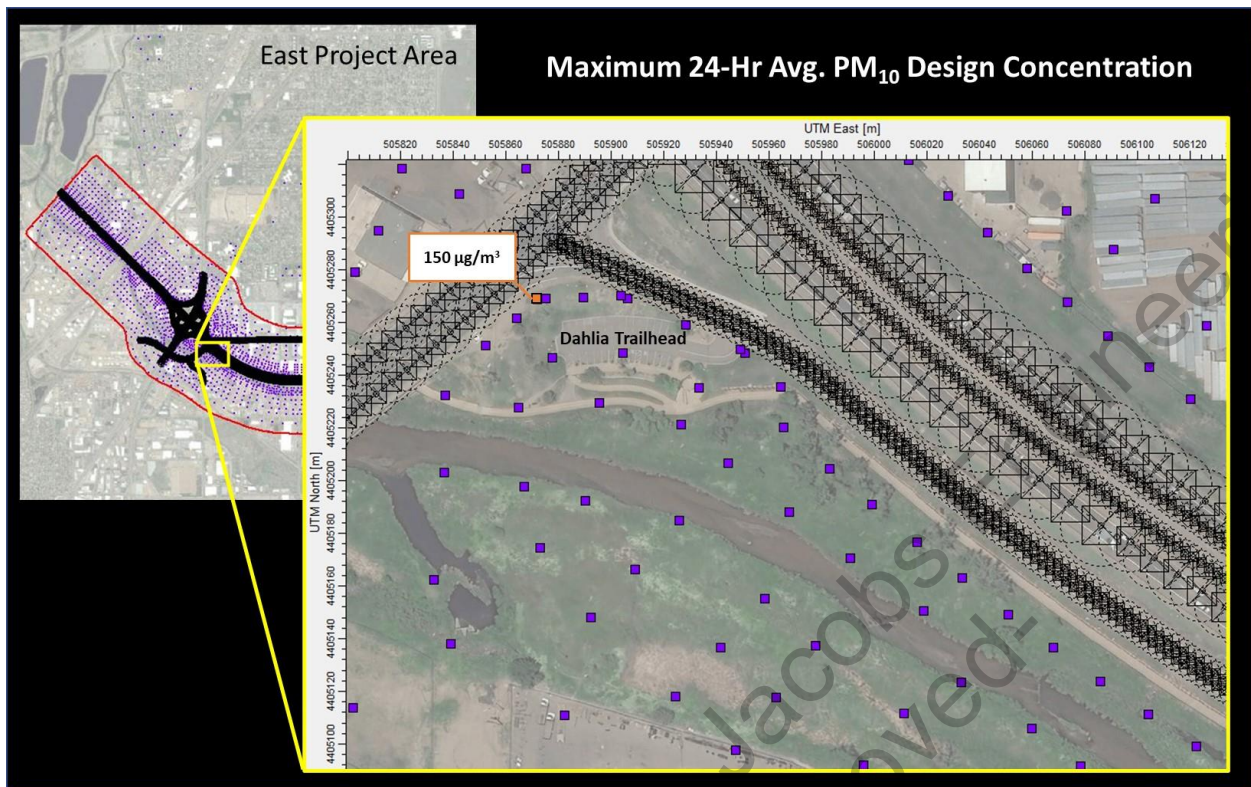 East Project Area
Maximum 24-Hr Avg. PM₁₀ Design Concentration
UTM East [m]
505820 505840 505860 505880 505900 505920 505940 505960 505980 506000 506020 506040 506060 506080 506100 506120
UTM North [m]
4405300
4405280
4405260
4405240
4405220
4405200
4405180
4405160
4405140
4405120
4405100
150 µg/m³
Dahlia Trailhead
Jacobs